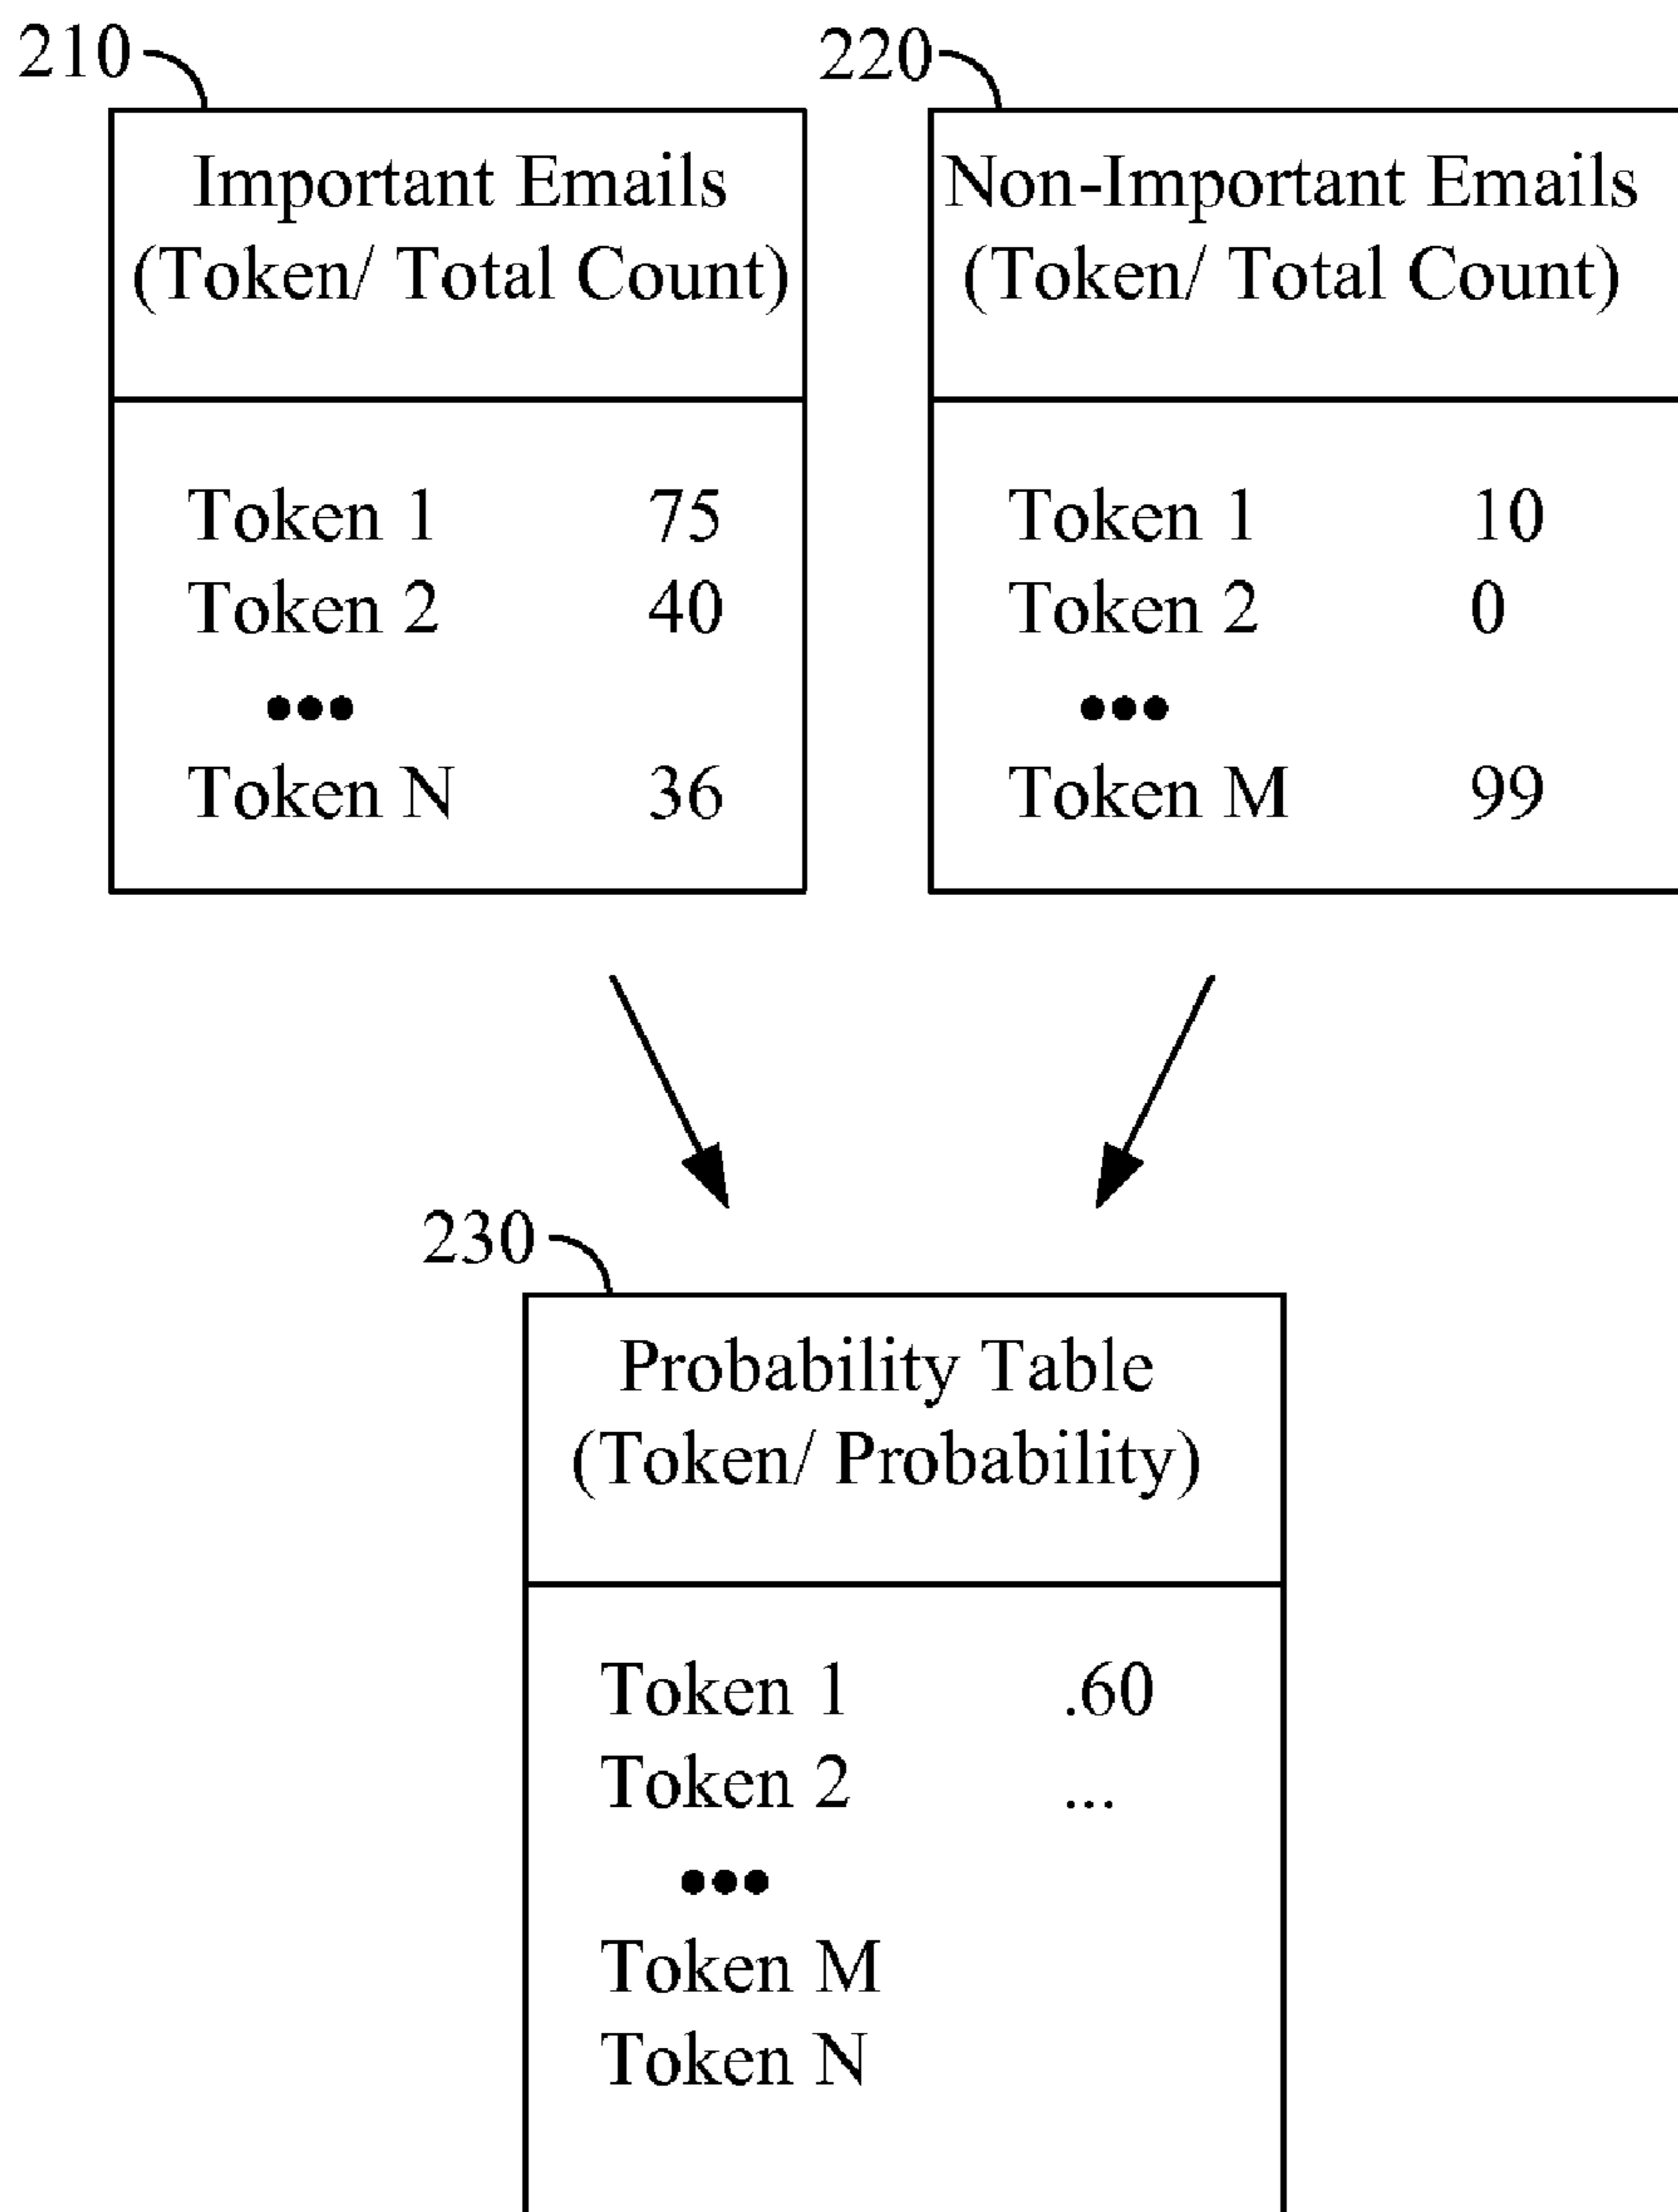 210
Important Emails
(Token/ Total Count)
Token 1 75
Token 2 40
•••
Token N 36
220
Non-Important Emails
(Token/ Total Count)
Token 1 10
Token 2 0
•••
Token M 99
230
Probability Table
(Token/ Probability)
Token 1 .60
Token 2 ...
•••
Token M
Token N